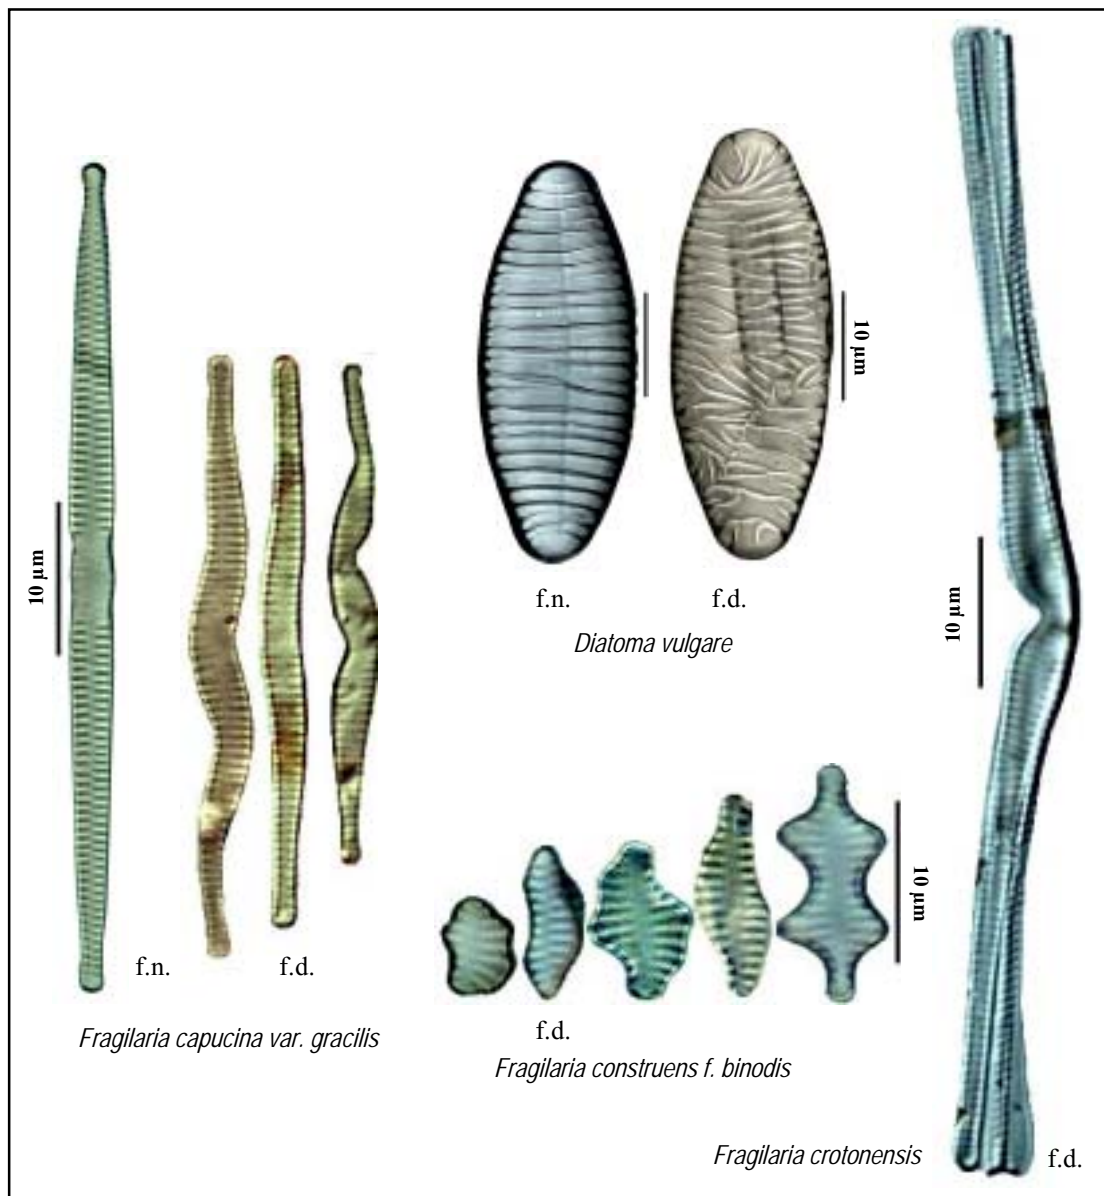 10 µm
f.n.
f.d.
Fragilaria capucina var. gracilis
f.n.
f.d.
10 µm
Diatoma vulgare
10 µm
f.d.
Fragilaria construens f. binodis
10 µm
Fragilaria crotonensis
f.d.